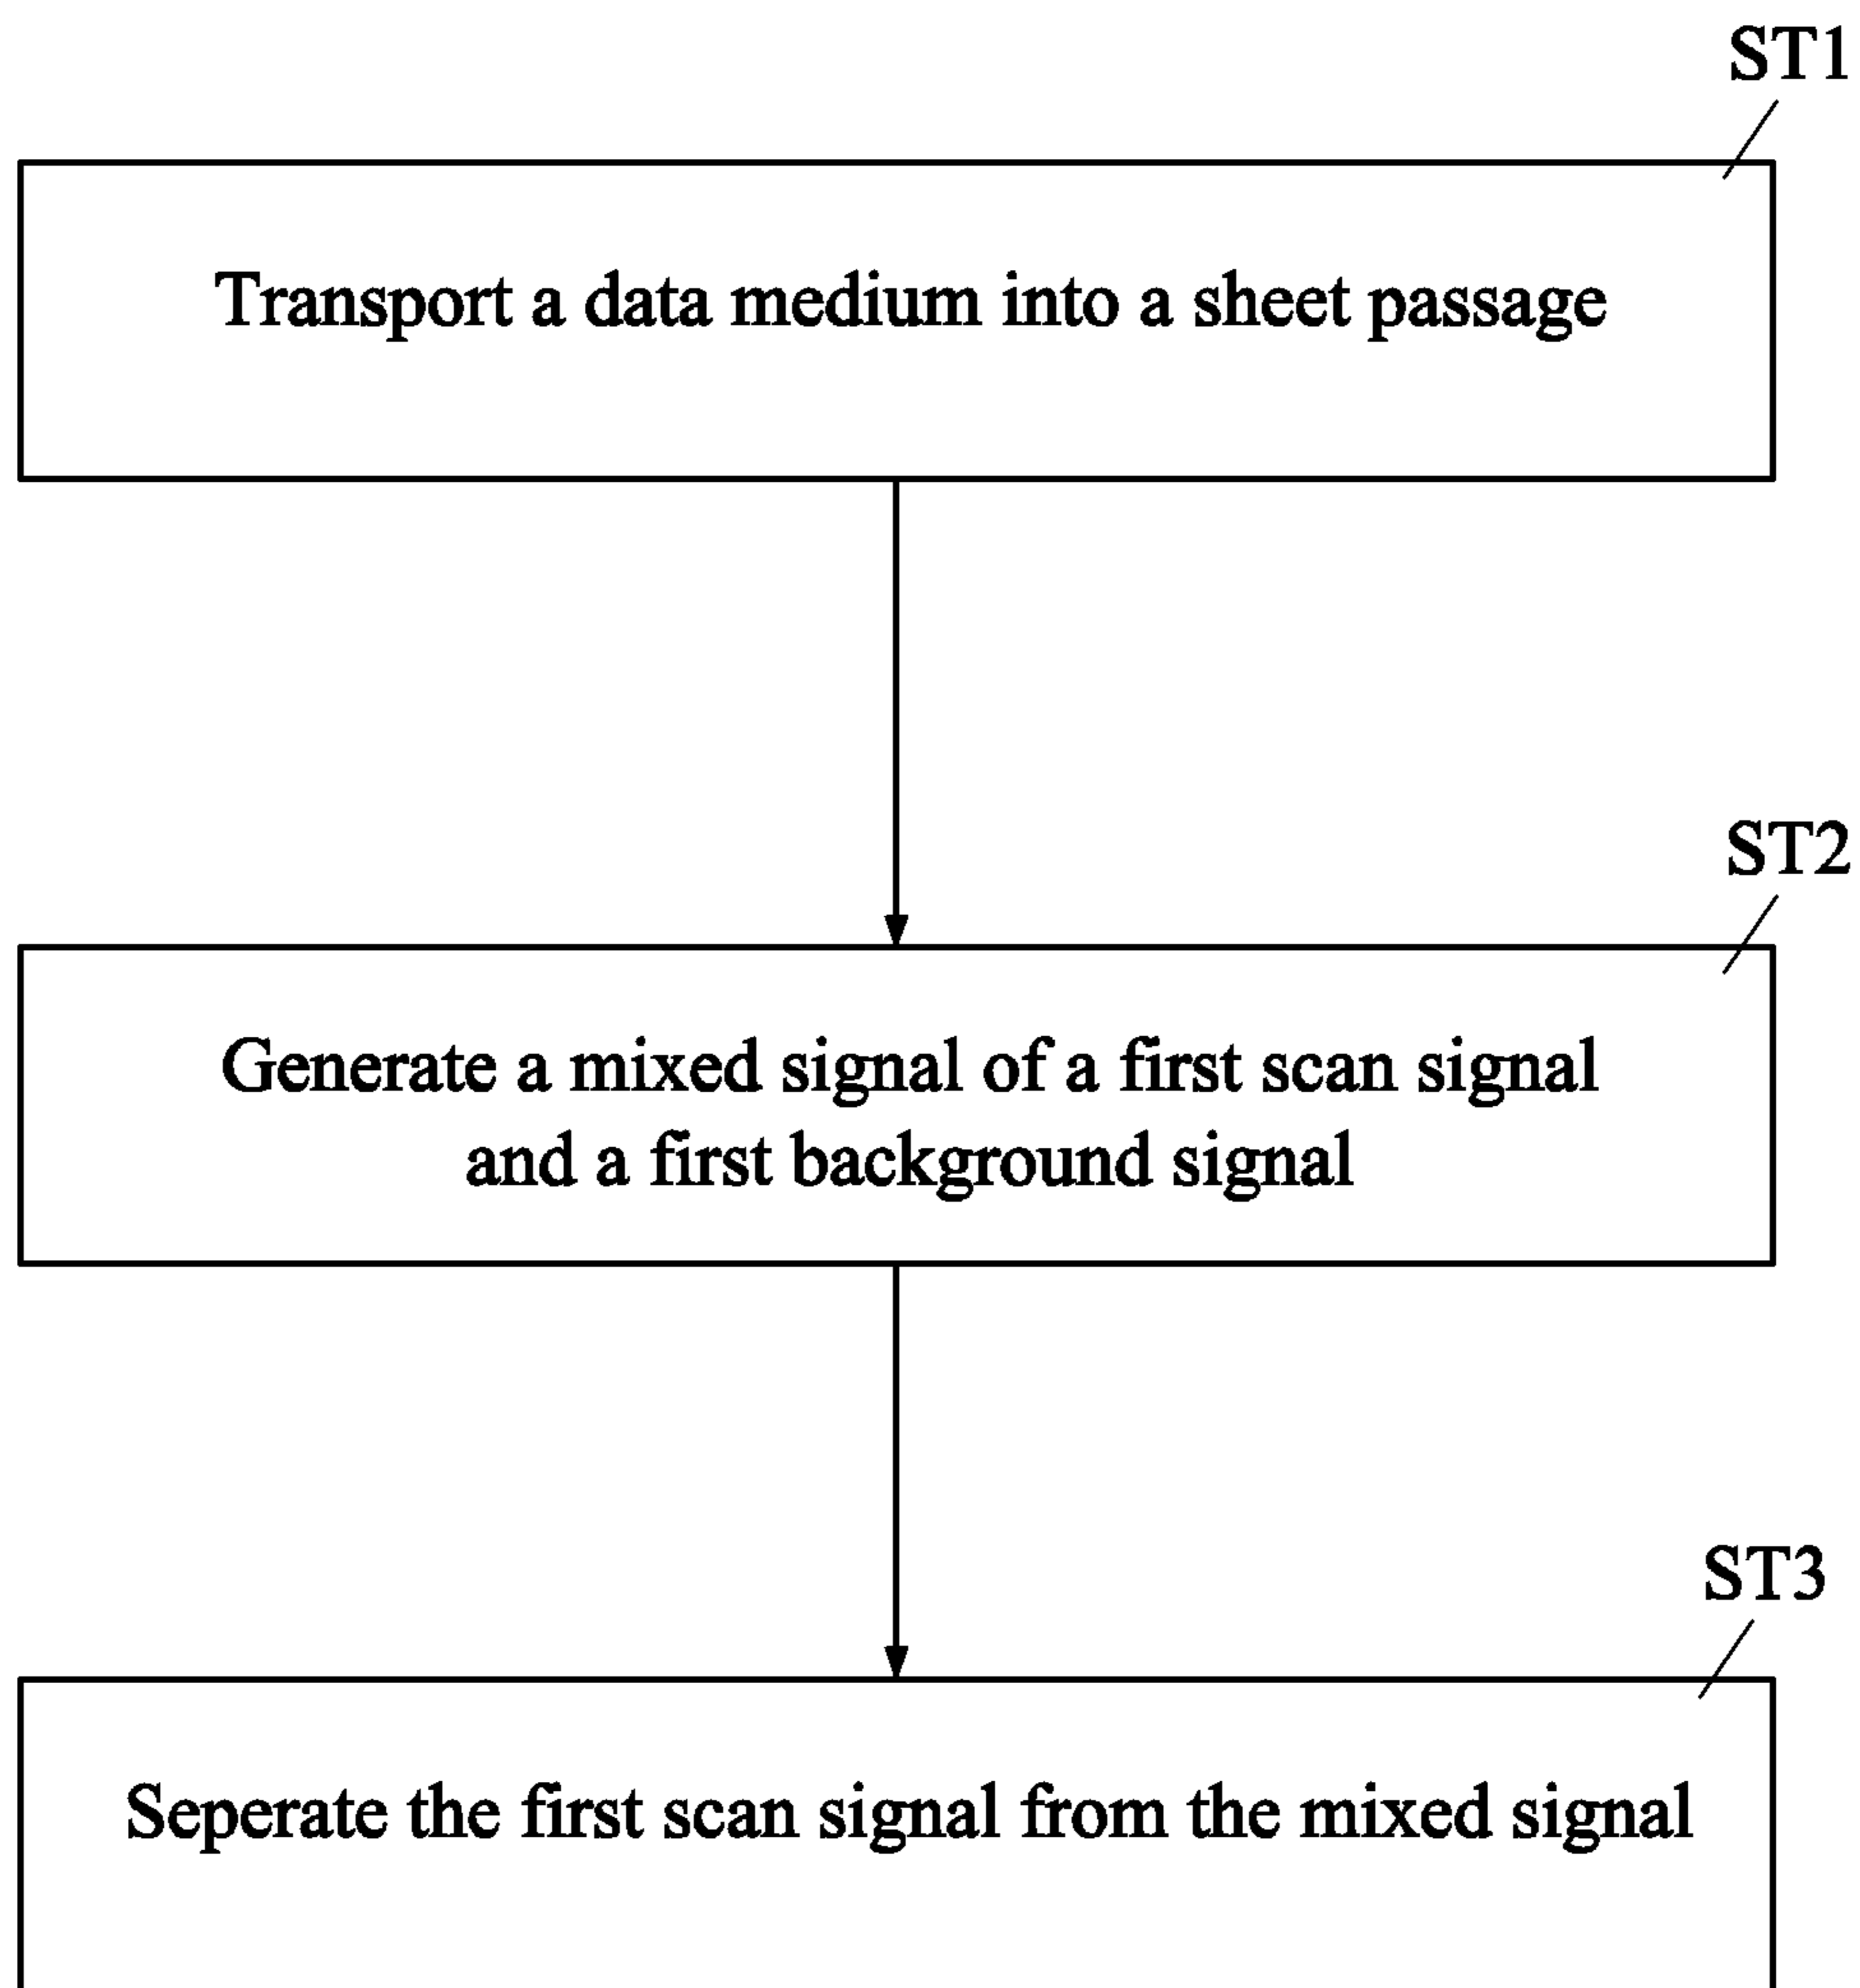 ST1
Transport a data medium into a sheet passage
ST2
Generate a mixed signal of a first scan signal
and a first background signal
ST3
Seperate the first scan signal from the mixed signal